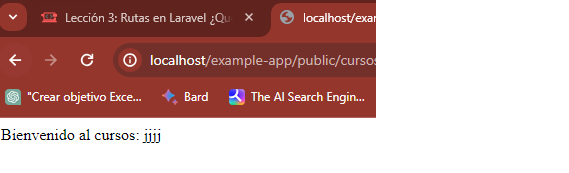 Lección 3: Rutas en Laravel ¿Qu
localhost/exar
localhost/example-app/public/cursos
"Crear objetivo Exce...
Bard
The AI Search Engin...
Bienvenido al cursos: jjjj